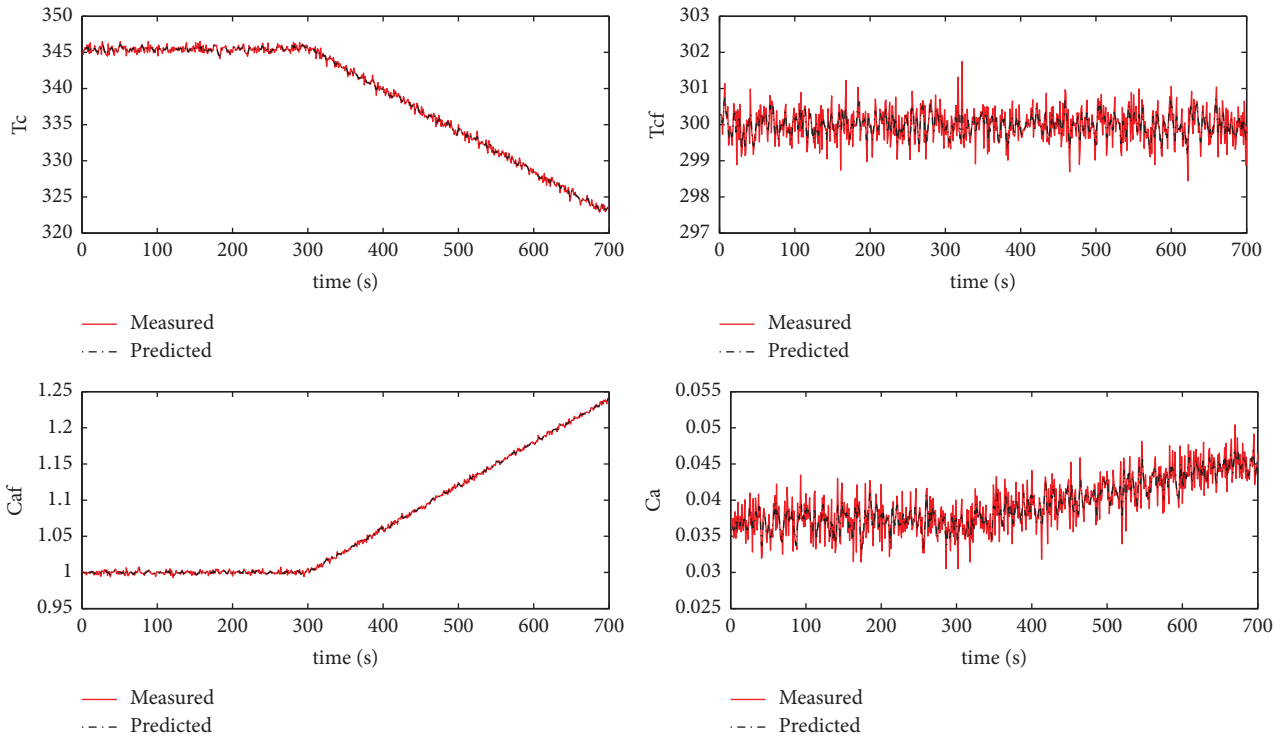 350
345
340
335
330
325
320
Tc
0 100 200 300 400 500 600 700
time (s)
Measured
Predicted
303
302
301
300
299
298
297
Tcf
0 100 200 300 400 500 600 700
time (s)
Measured
Predicted
1.25
1.2
1.15
1.1
1.05
1
0.95
Caf
0 100 200 300 400 500 600 700
time (s)
Measured
Predicted
0.055
0.05
0.045
0.04
0.035
0.03
0.025
Ca
0 100 200 300 400 500 600 700
time (s)
Measured
Predicted